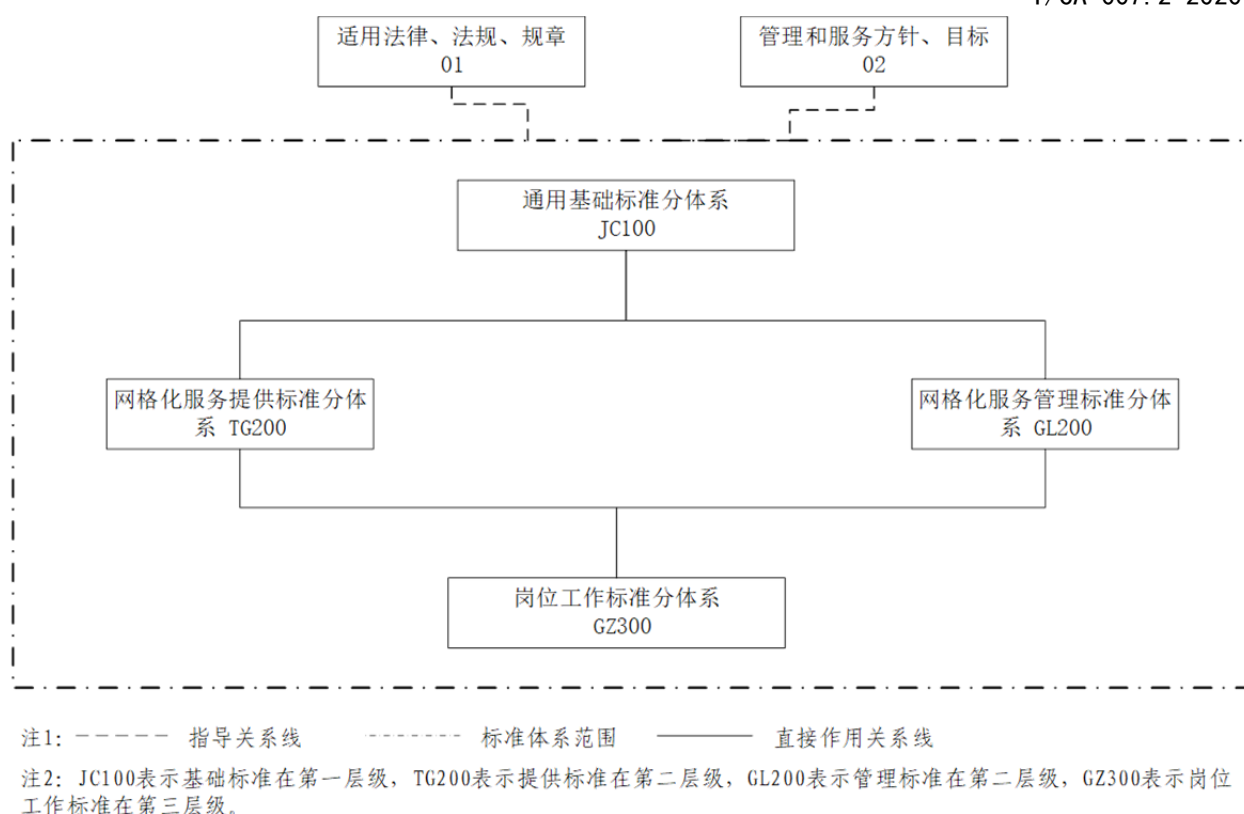 适用法律、法规、规章
01
管理和服务方针、目标
02
通用基础标准分体系
JC100
网格化服务提供标准分体
系 TG200
网格化服务管理标准分体
系 GL200
岗位工作标准分体系
GZ300
注1: 指导关系线 标准体系范围 直接作用关系线
注2: JC100表示基础标准在第一层级, TG200表示提供标准在第二层级, GL200表示管理标准在第二层级, GZ300表示岗位
工作标准在第三层级。